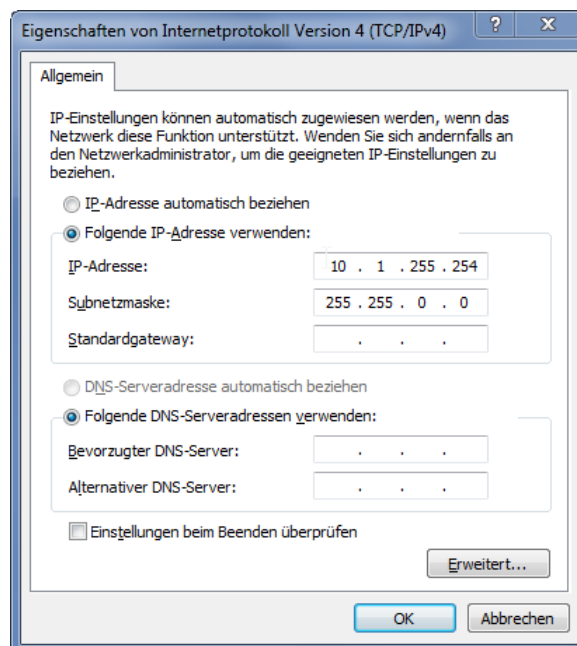 Eigenschaften von Internetprotokoll Version 4 (TCP/IPv4)
Allgemein
IP-Einstellungen können automatisch zugewiesen werden, wenn das
Netzwerk diese Funktion unterstützt. Wenden Sie sich andernfalls an
den Netzwerkadministrator, um die geeigneten IP-Einstellungen zu
beziehen.
IP-Adresse automatisch beziehen
Folgende IP-Adresse verwenden:
IP-Adresse: 10 . 1 . 255 . 254
Subnetzmaske: 255 . 255 . 0 . 0
Standardgateway: . . .
DNS-Serveradresse automatisch beziehen
Folgende DNS-Serveradressen verwenden:
Bevorzugter DNS-Server: . . .
Alternativer DNS-Server: . . .
Einstellungen beim Beenden überprüfen
Erweitert...
OK Abbrechen